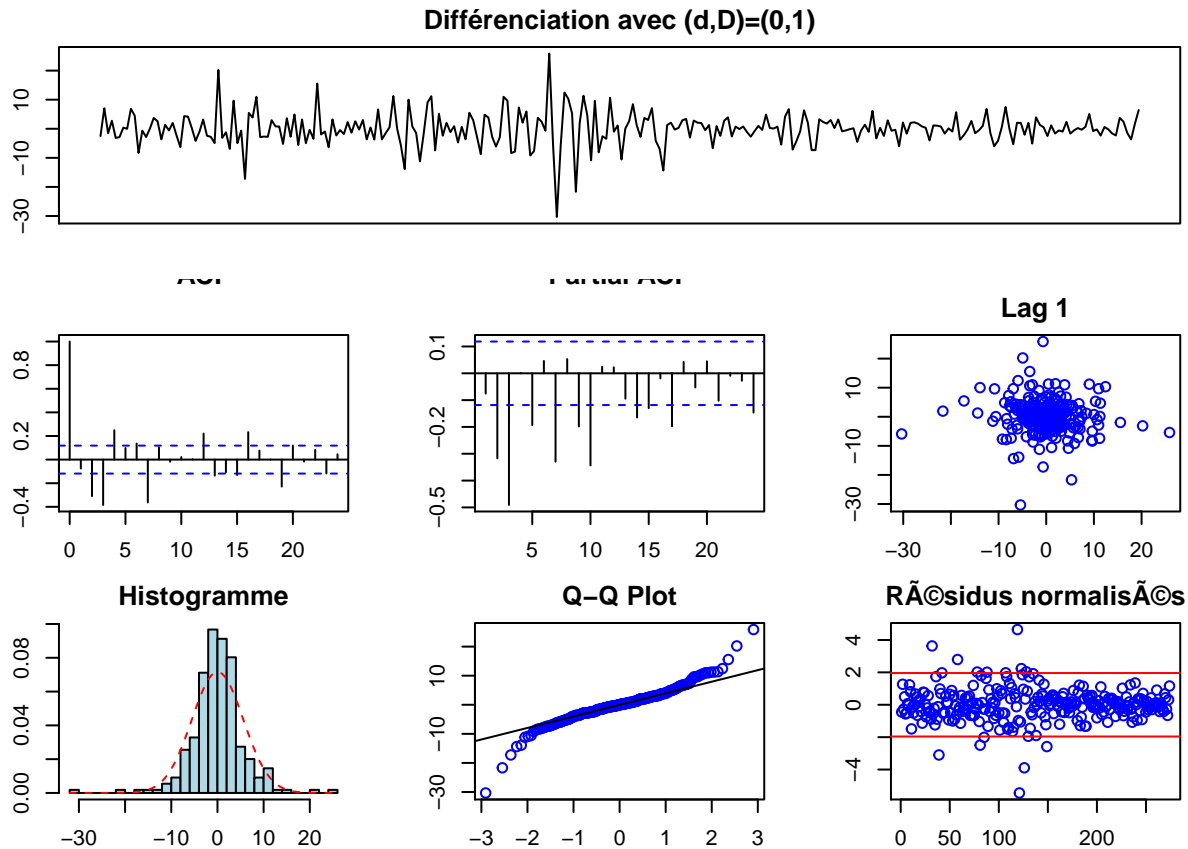 Différenciation avec (d,D)=(0,1)
10
−10
−30
ACF
0.8
0.2
−0.4
0 5 10 15 20
Partial ACF
0.1
−0.2
−0.5
5 10 15 20
Lag 1
10
−10
−30
−30 −10 0 10 20
Histogramme
0.08
0.04
0.00
−30 −10 0 10 20
Q−Q Plot
10
−10
−30
−3 −2 −1 0 1 2 3
RÃ©sidus normalisÃ©s
4
2
0
−4
0 50 100 200